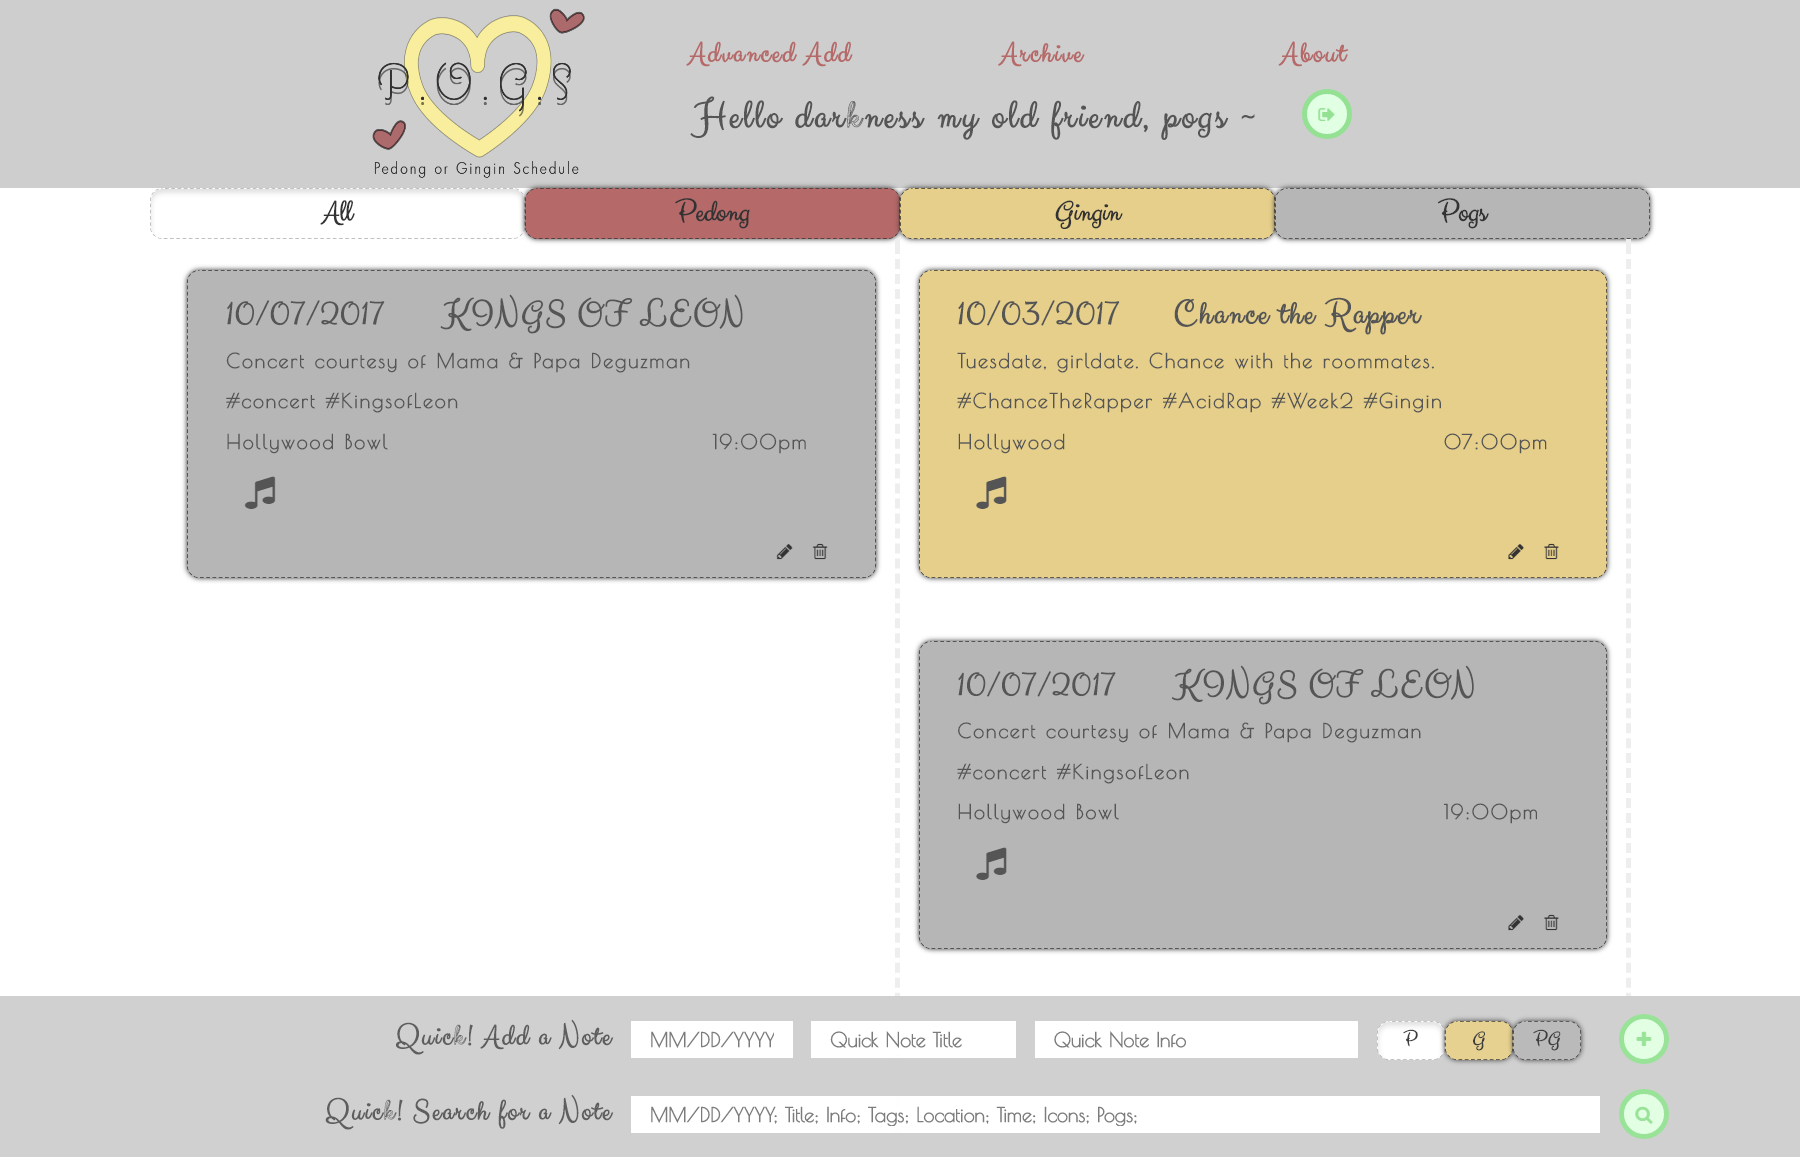 P.O.G.S
Pedong or Gingin Schedule
Advanced Add
Archive
About
Hello darkness my old friend, pogs ~
All
Pedong
Gingin
Pogs
10/07/2017 KINGS OF LEON
Concert courtesy of Mama & Papa Deguzman
#concert #KingsofLeon
Hollywood Bowl 19:00pm
10/03/2017 Chance the Rapper
Tuesdate, girldate. Chance with the roommates.
#ChanceTheRapper #AcidRap #Week2 #Gingin
Hollywood 07:00pm
10/07/2017 KINGS OF LEON
Concert courtesy of Mama & Papa Deguzman
#concert #KingsofLeon
Hollywood Bowl 19:00pm
Quick! Add a Note MM/DD/YYYY Quick Note Title Quick Note Info P G PG
Quick! Search for a Note MM/DD/YYYY; Title; Info; Tags; Location; Time; Icons; Pogs;